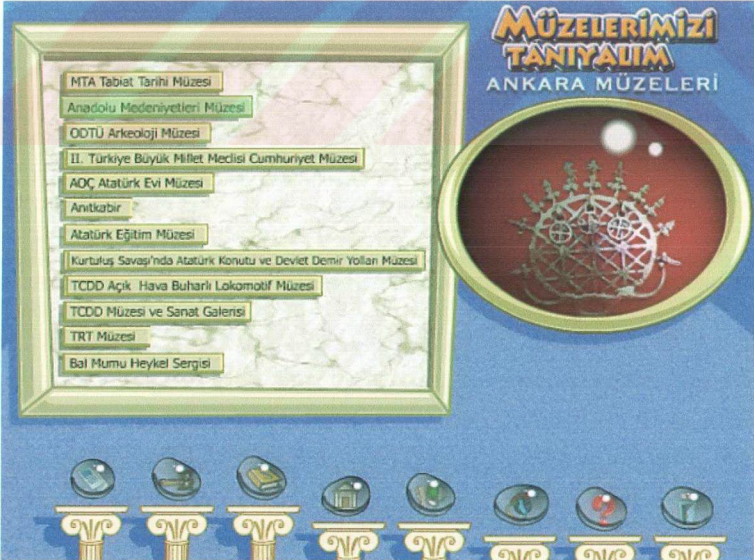 MÜZELERİMİZİ
TANIYALIM
ANKARA MÜZELERİ
MTA Tabiat Tarihi Müzesi
Anadolu Medeniyetleri Müzesi
ODTÜ Arkeoloji Müzesi
II. Türkiye Büyük Millet Meclisi Cumhuriyet Müzesi
AOÇ Atatürk Evi Müzesi
Anıtkabir
Atatürk Eğitim Müzesi
Kurtuluş Savaşı'nda Atatürk Konutu ve Devlet Demir Yolları Müzesi
TCDD Açık Hava Buharlı Lokomotif Müzesi
TCDD Müzesi ve Sanat Galerisi
TRT Müzesi
Bal Mumu Heykel Sergisi